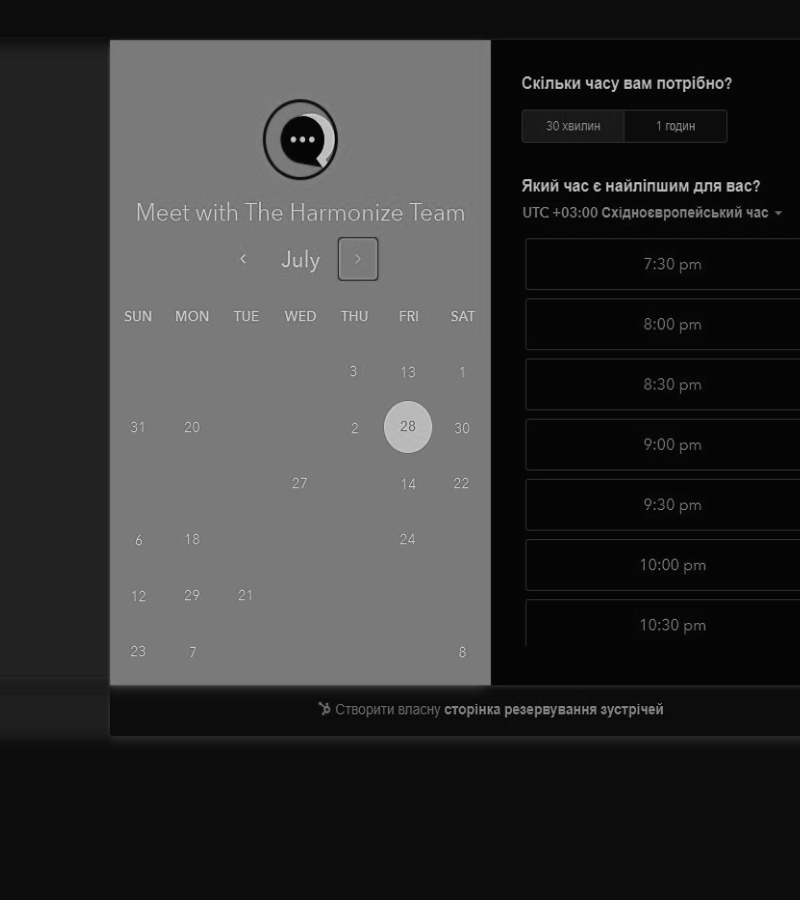 Meet with The Harmonize Team
July
SUN MON TUE WED THU FRI SAT
3 13 1
31 20 2 28 30
27 14 22
6 18 24
12 29 21
23 7 8
Скільки часу вам потрібно?
30 хвилин 1 годин
Який час є найліпшим для вас?
UTC +03:00 Східноєвропейський час
7:30 pm
8:00 pm
8:30 pm
9:00 pm
9:30 pm
10:00 pm
10:30 pm
Створити власну сторінка резервування зустрічей